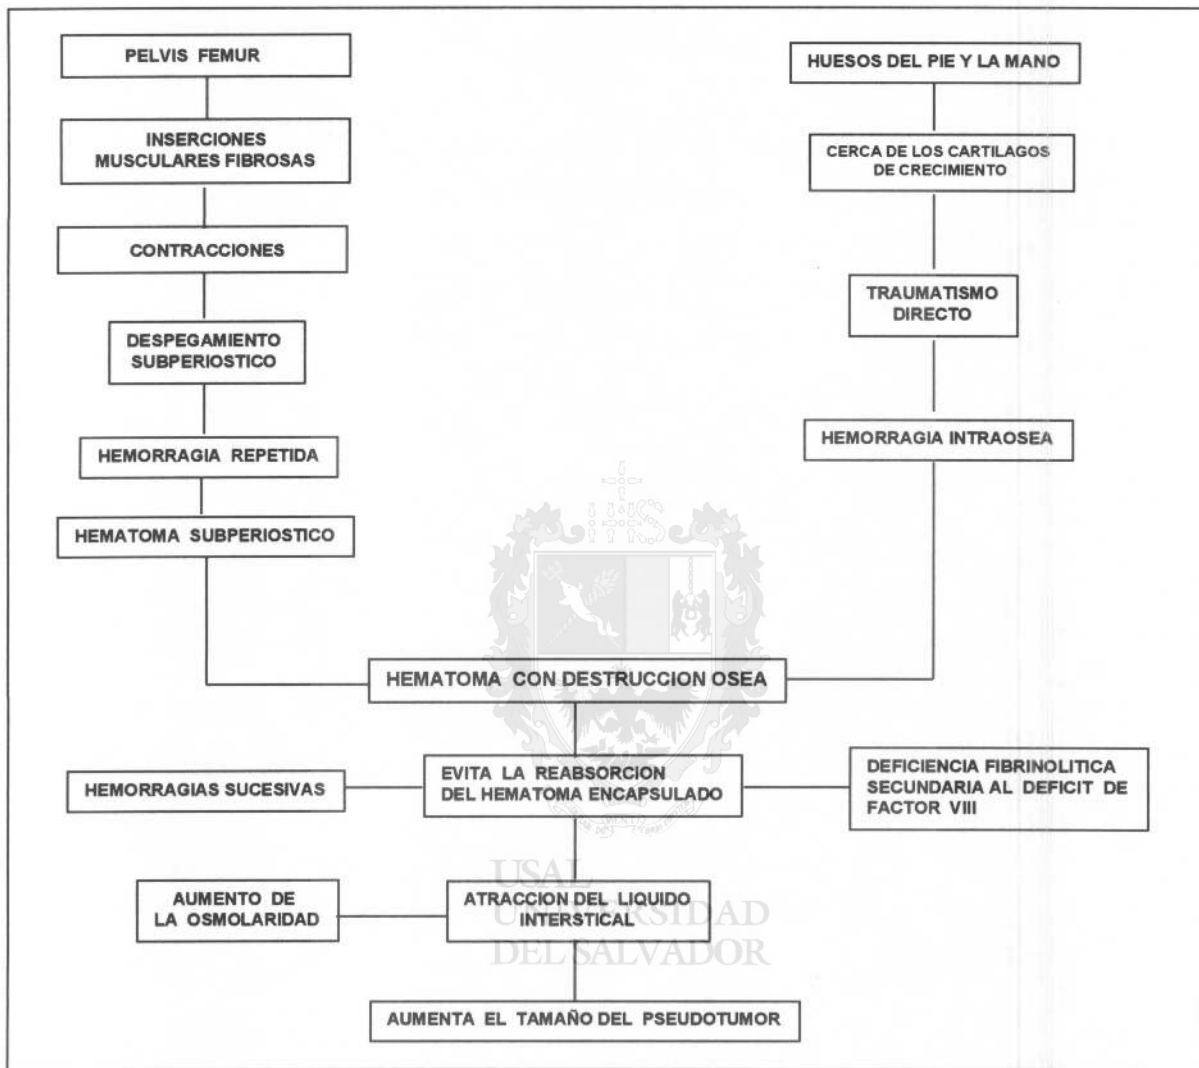 PELVIS FEMUR
INSERCIONES
MUSCULARES FIBROSAS
CONTRACCIONES
DESPEGAMIENTO
SUBPERIOSTICO
HEMORRAGIA REPETIDA
HEMATOMA SUBPERIOSTICO
HUESOS DEL PIE Y LA MANO
CERCA DE LOS CARTILAGOS
DE CRECIMIENTO
TRAUMATISMO
DIRECTO
HEMORRAGIA INTRAOSEA
HEMATOMA CON DESTRUCCION OSEA
HEMORRAGIAS SUCESIVAS
EVITA LA REABSORCION
DEL HEMATOMA ENCAPSULADO
DEFICIENCIA FIBRINOLITICA
SECUNDARIA AL DEFICIT DE
FACTOR VIII
AUMENTO DE
LA OSMOLARIDAD
ATRACCION DEL LIQUIDO
INTERSTICAL
AUMENTA EL TAMAÑO DEL PSEUDOTUMOR
USAL
UNIVERSIDAD
DEL SALVADOR